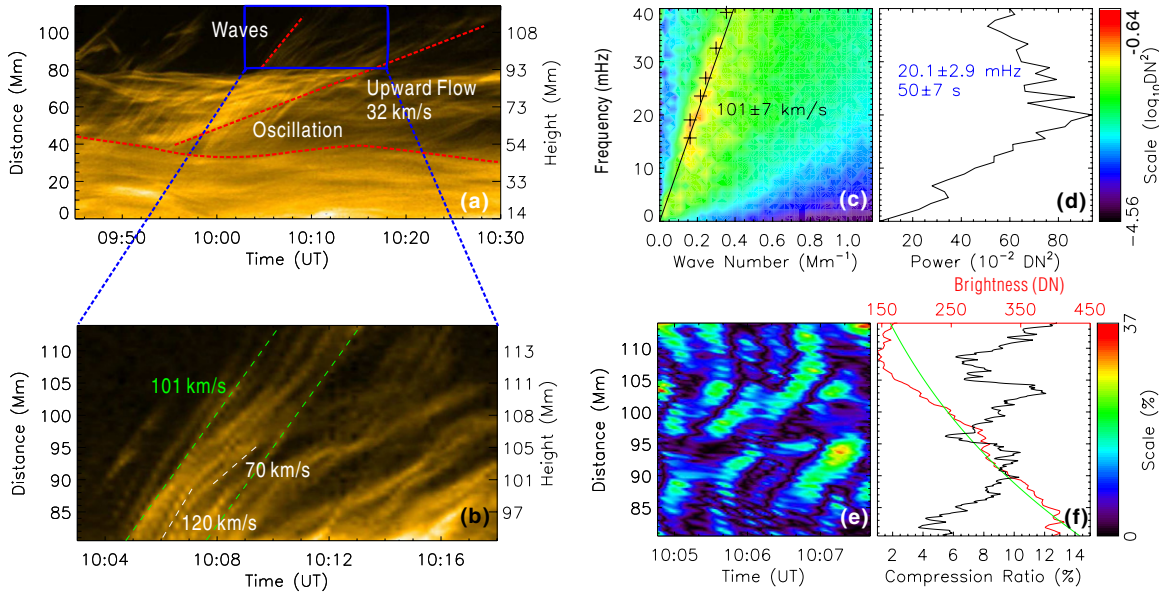 Waves
Upward Flow
32 km/s
Oscillation
(a)
Distance (Mm)
0
20
40
60
80
100
Height (Mm)
14
33
54
73
93
108
09:50
10:00
10:10
10:20
10:30
Time (UT)
101 km/s
70 km/s
120 km/s
(b)
Distance (Mm)
85
90
95
100
105
110
Height (Mm)
97
101
105
108
111
113
10:04
10:08
10:12
10:16
Time (UT)
101±7 km/s
(c)
Frequency (mHz)
0
10
20
30
40
0.0
0.2
0.4
0.6
0.8
1.0
Wave Number (Mm⁻¹)
20.1±2.9 mHz
50±7 s
(d)
20
40
60
80
Power (10⁻² DN²)
-0.64
Scale (log₁₀DN²)
-4.56
(e)
Distance (Mm)
85
90
95
100
105
110
10:05
10:06
10:07
Time (UT)
Brightness (DN)
150
250
350
450
(f)
2
4
6
8
10
12
14
Compression Ratio (%)
37
Scale (%)
0